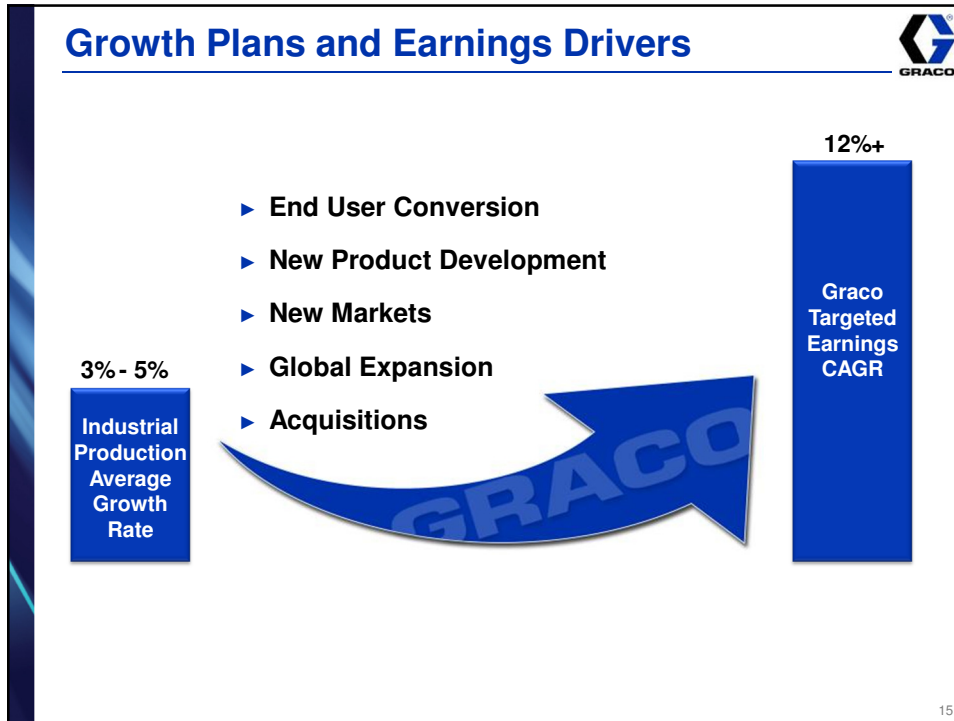 Growth Plans and Earnings Drivers
®
GRACO
12%+
► End User Conversion
► New Product Development
► New Markets
► Global Expansion
► Acquisitions
3% - 5%
Industrial
Production
Average
Growth
Rate
GRACO
Graco
Targeted
Earnings
CAGR
15